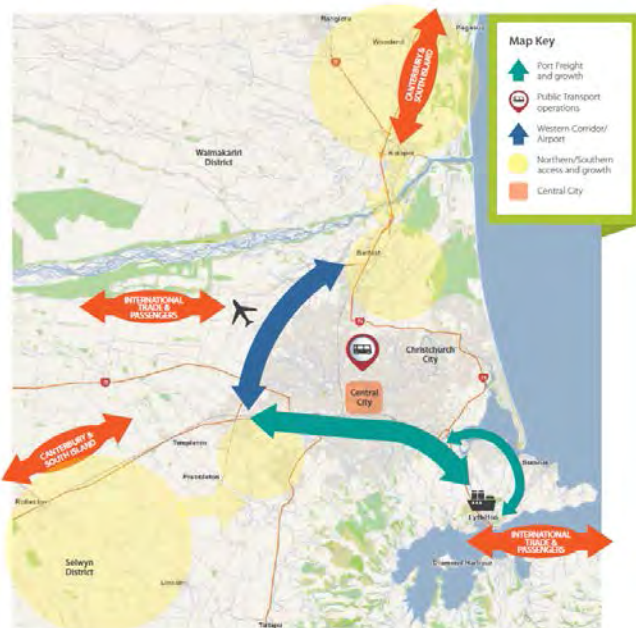 Rangiora
Woodend
Pegasus
CANTERBURY &
SOUTH ISLAND
Kaiapoi
Waimakariri
District
Belfast
INTERNATIONAL
TRADE &
PASSENGERS
Christchurch
City
Central
City
CANTERBURY &
SOUTH ISLAND
Templeton
Prebbleton
Rolleston
Selwyn
District
Lincoln
Taitapu
Lyttelton
Diamond Harbour
INTERNATIONAL
TRADE &
PASSENGERS
Map Key
Port Freight
and growth
Public Transport
operations
Western Corridor/
Airport
Northern/Southern
access and growth
Central City